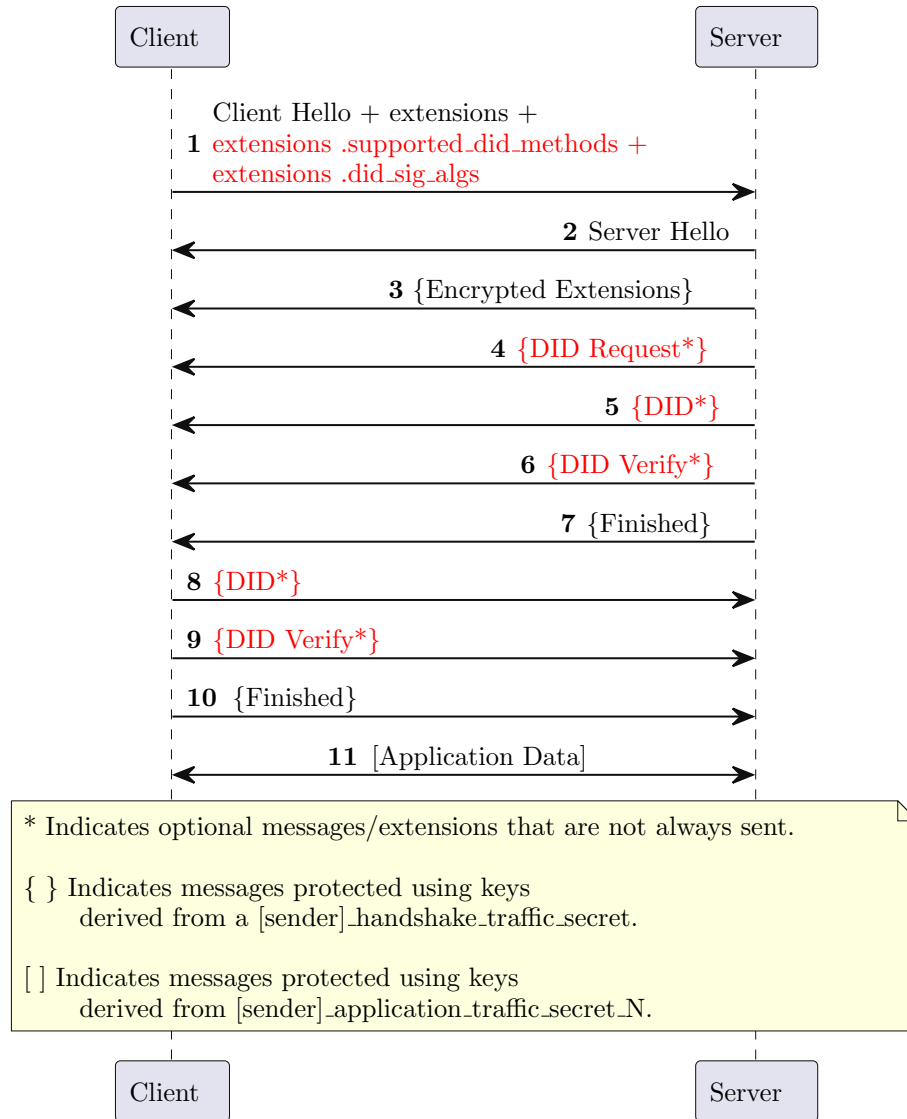 Client
Server
Client Hello + extensions +
1 extensions .supported_did_methods +
extensions .did_sig_algs
2 Server Hello
3 {Encrypted Extensions}
4 {DID Request*}
5 {DID*}
6 {DID Verify*}
7 {Finished}
8 {DID*}
9 {DID Verify*}
10 {Finished}
11 [Application Data]
* Indicates optional messages/extensions that are not always sent.
{ } Indicates messages protected using keys
derived from a [sender]_handshake_traffic_secret.
[ ] Indicates messages protected using keys
derived from [sender]_application_traffic_secret_N.
Client
Server